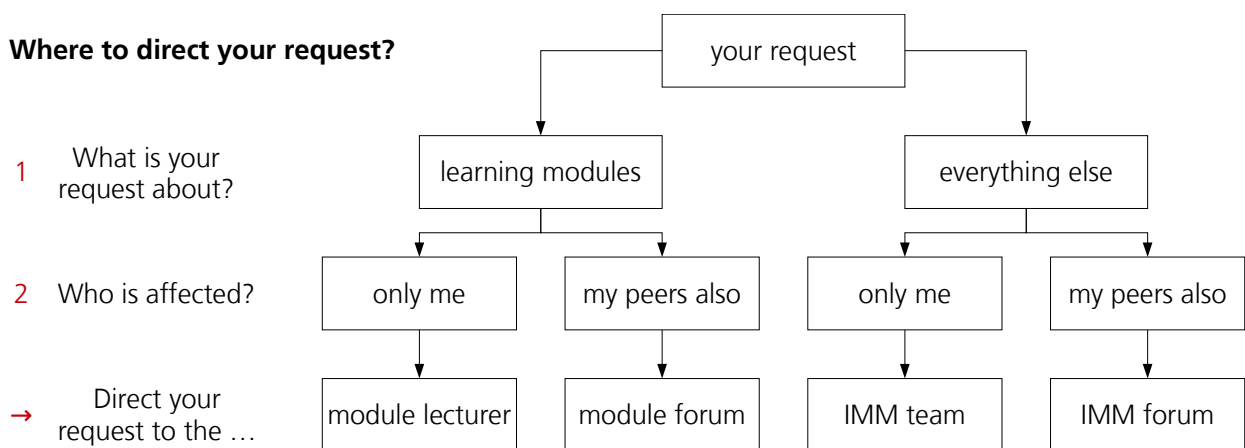 Where to direct your request?
your request
1 What is your
request about?
learning modules
everything else
2 Who is affected?
only me
my peers also
only me
my peers also
→ Direct your
request to the …
module lecturer
module forum
IMM team
IMM forum